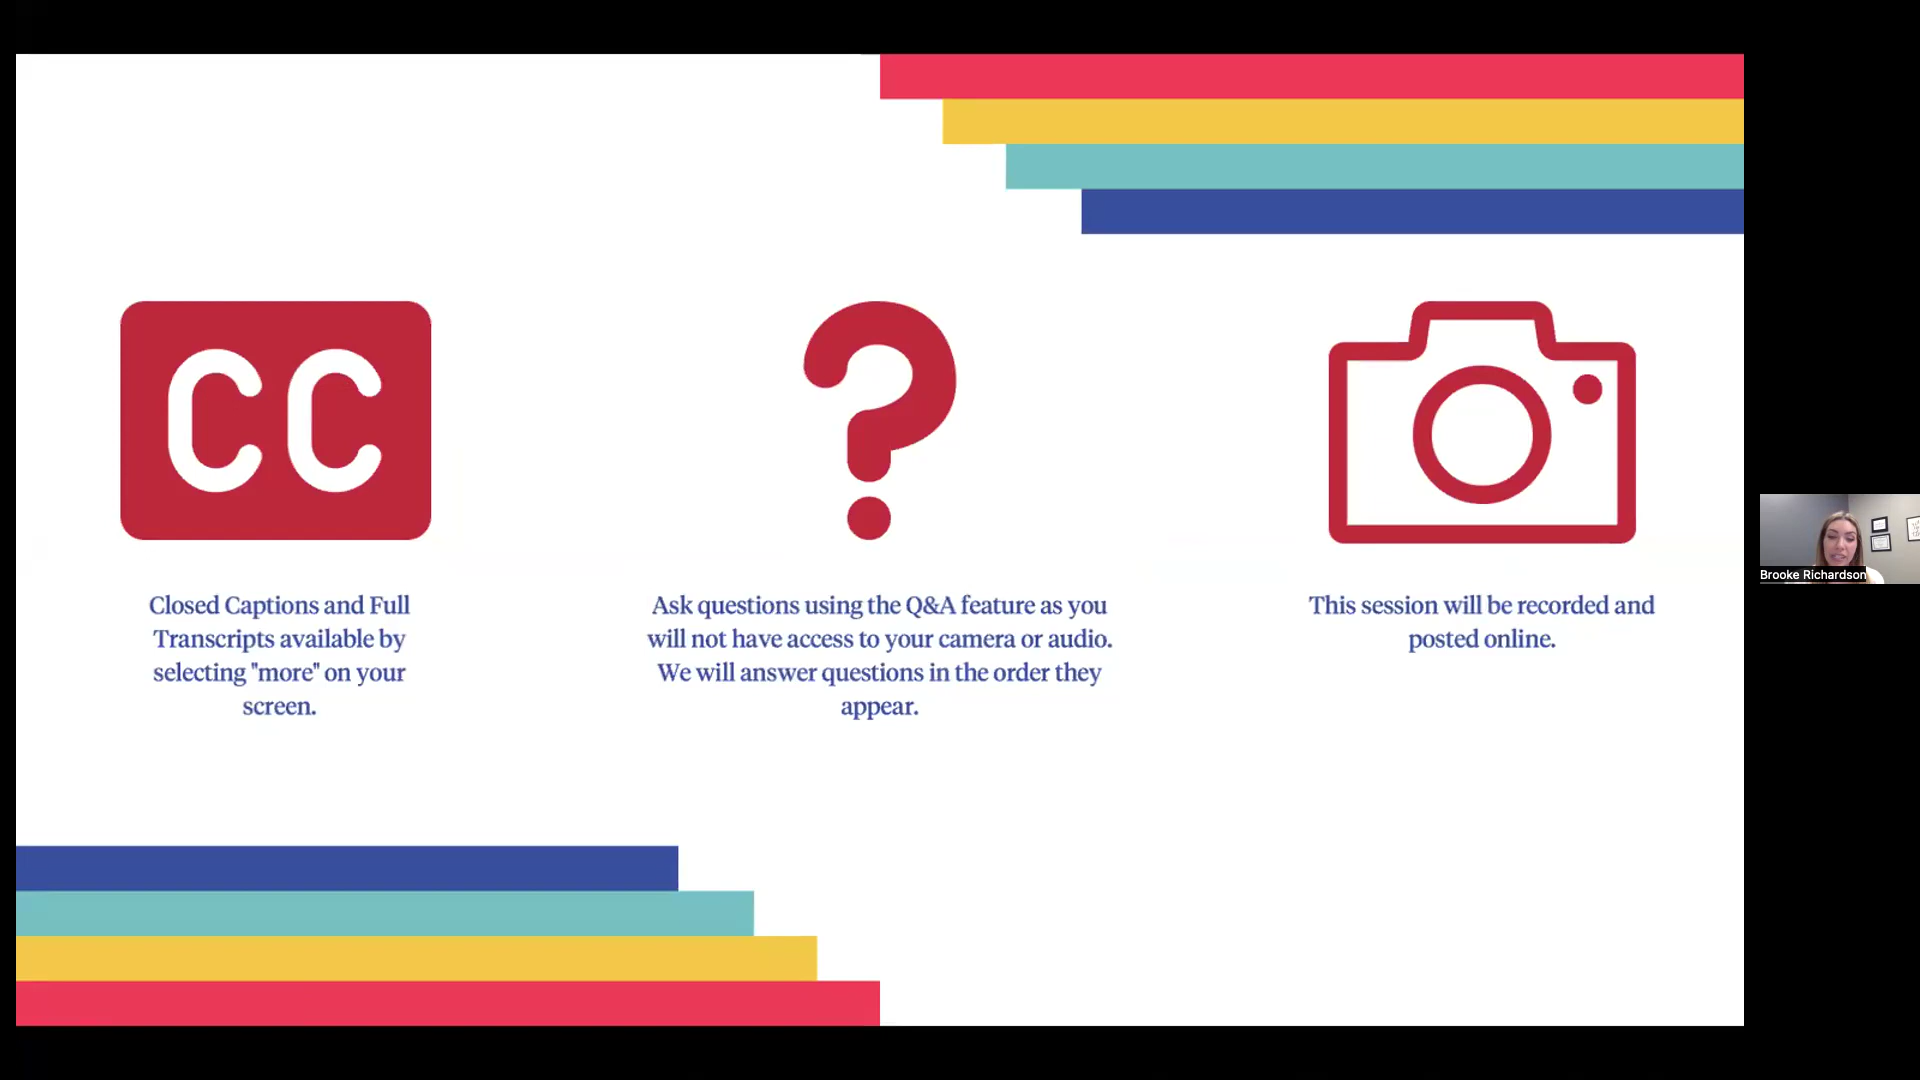 CC
Closed Captions and Full
Transcripts available by
selecting "more" on your
screen.
Ask questions using the Q&A feature as you
will not have access to your camera or audio.
We will answer questions in the order they
appear.
This session will be recorded and
posted online.
Brooke Richardson